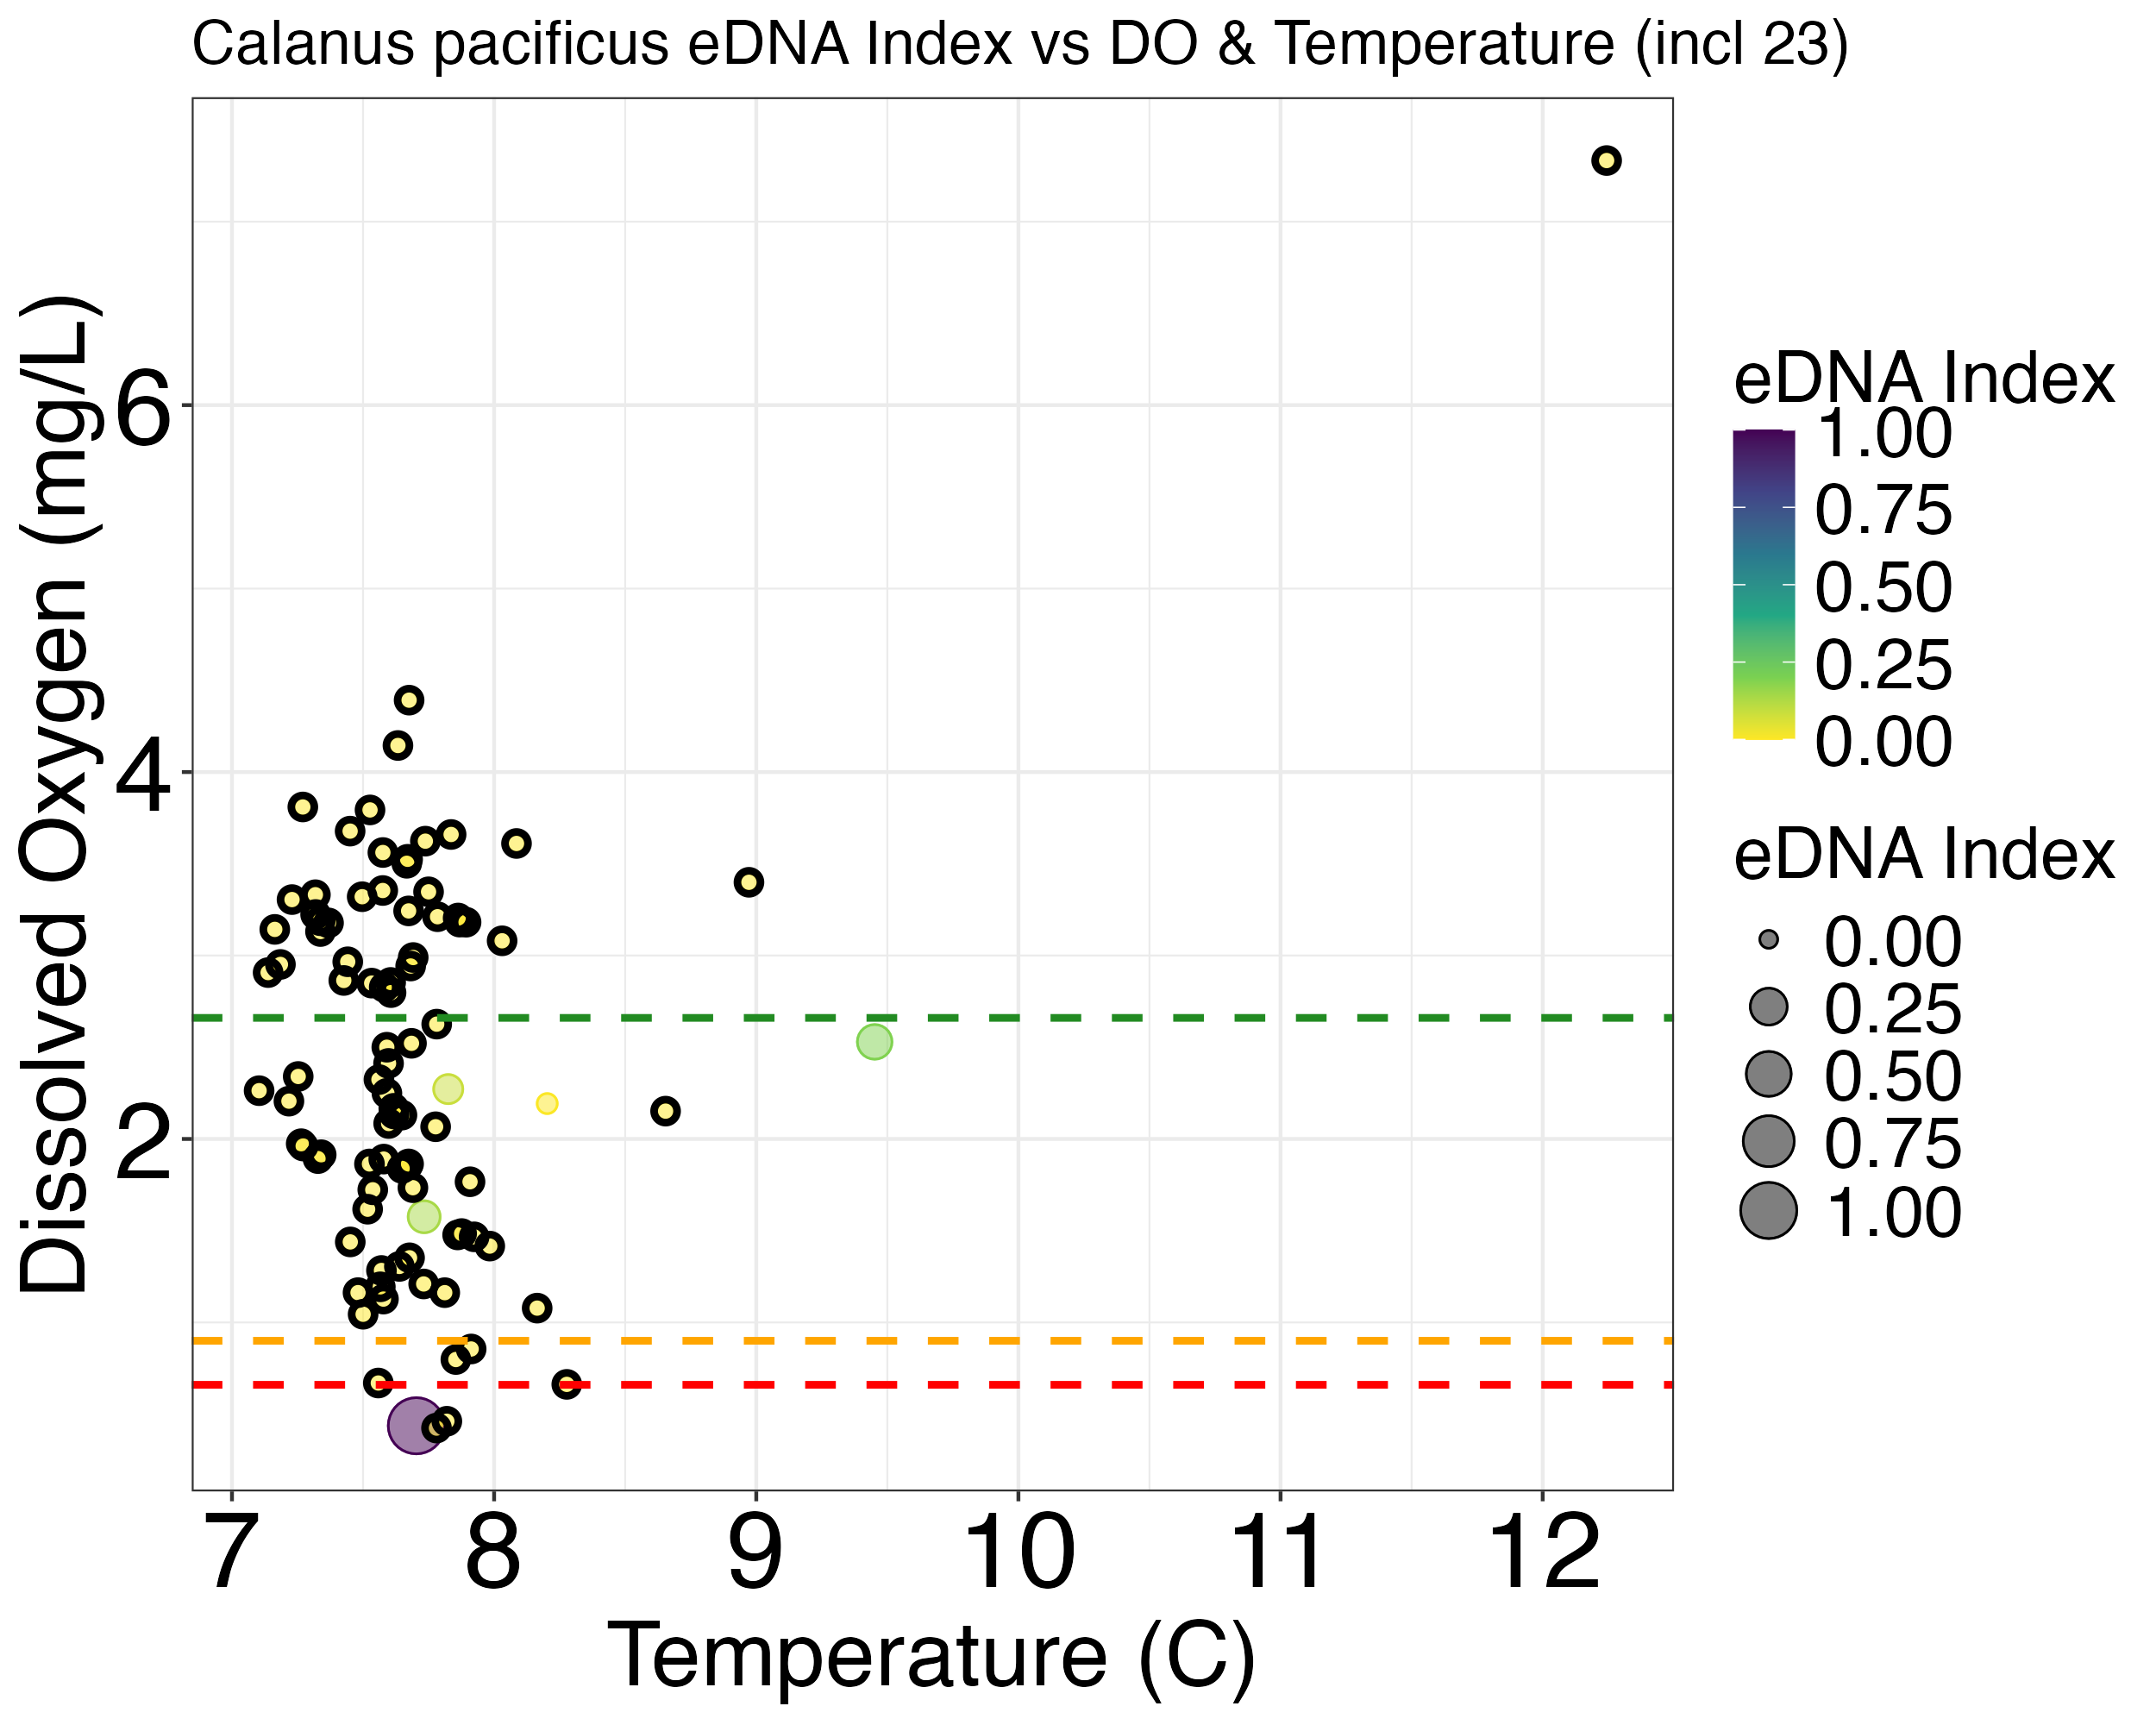 Calanus pacificus eDNA Index vs DO & Temperature (incl 23)
Dissolved Oxygen (mg/L)
6
4
2
7 8 9 10 11 12
Temperature (C)
eDNA Index
1.00
0.75
0.50
0.25
0.00
eDNA Index
0.00
0.25
0.50
0.75
1.00